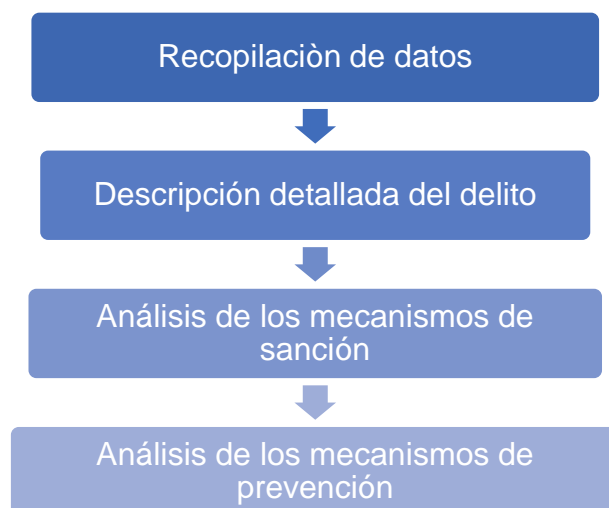 Recopilaciòn de datos
Descripción detallada del delito
Análisis de los mecanismos de
sanción
Análisis de los mecanismos de
prevención